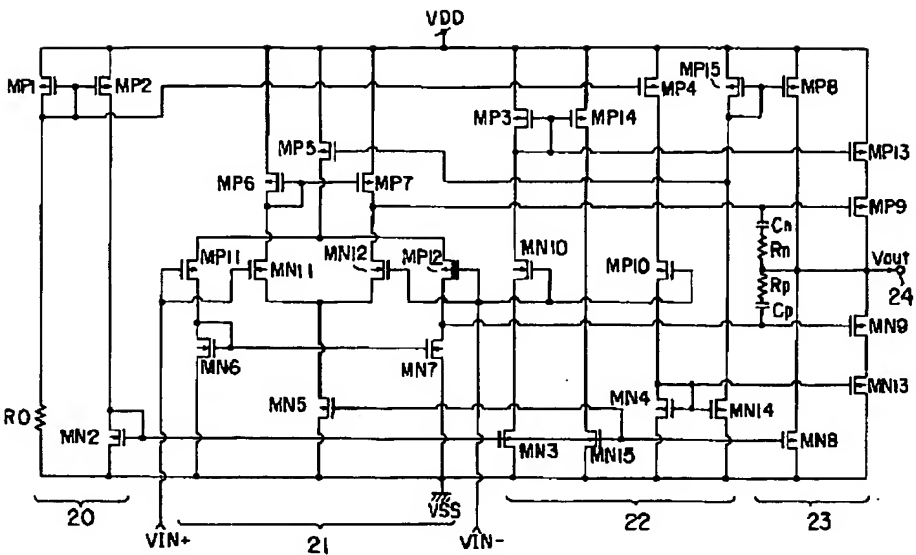 VDD
MP1
MP2
MP4
MP15
MP8
MP3
MP14
MP5
MP13
MP6
MP7
MP9
Cn
Rn
MP11
MN11
MN12
MP12
MN10
MP10
Vout
24
Rp
Cp
MN9
MN6
MN7
MN13
MN5
MN4
MN14
RO
MN2
MN3
MN15
MN8
VSS
20
VIN+
21
VIN-
22
23